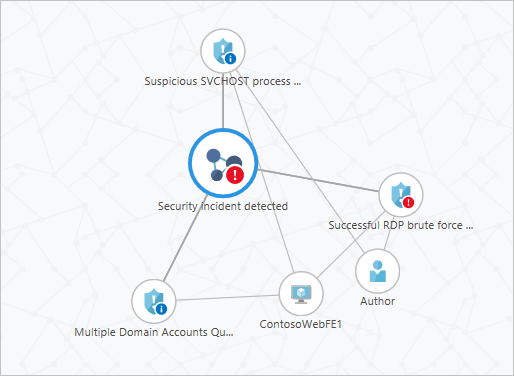 Suspicious SVCHOST process ...
Security incident detected
Successful RDP brute force ...
Author
ContosoWebFE1
Multiple Domain Accounts Qu...